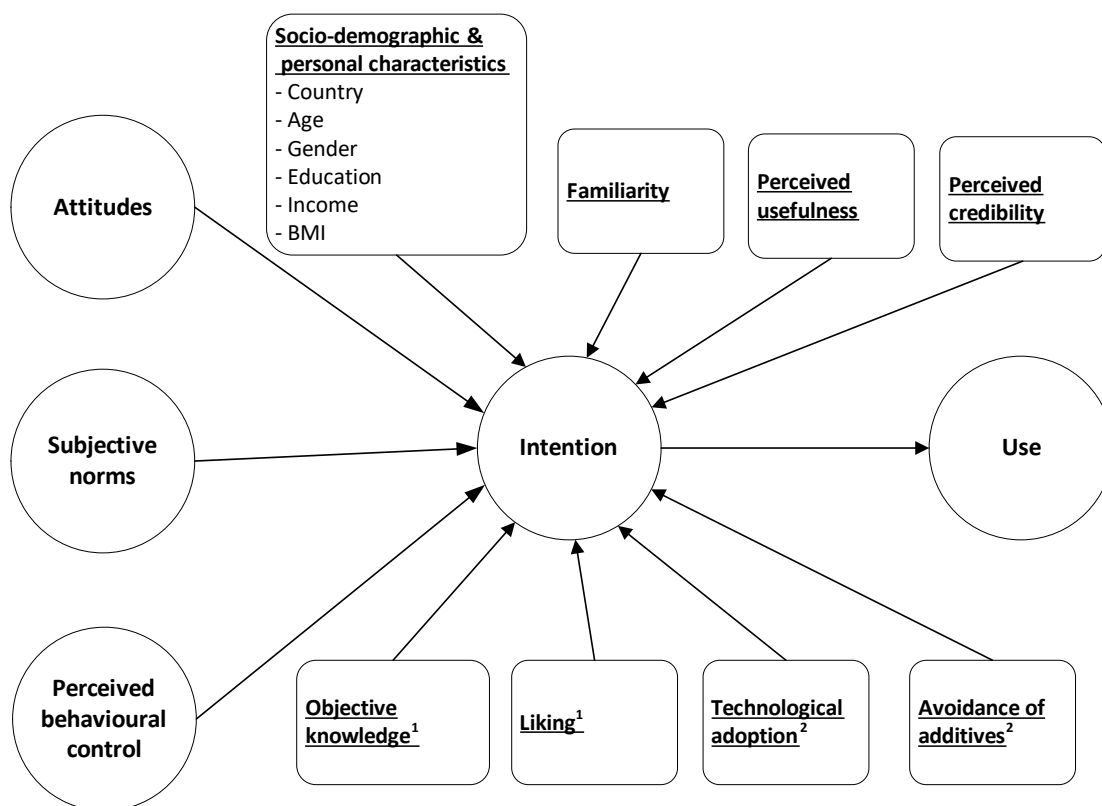 Socio-demographic &
personal characteristics
- Country
- Age
- Gender
- Education
- Income
- BMI
Attitudes
Familiarity
Perceived
usefulness
Perceived
credibility
Subjective
norms
Intention
Use
Perceived
behavioural
control
Objective
knowledge¹
Liking¹
Technological
adoption²
Avoidance of
additives²